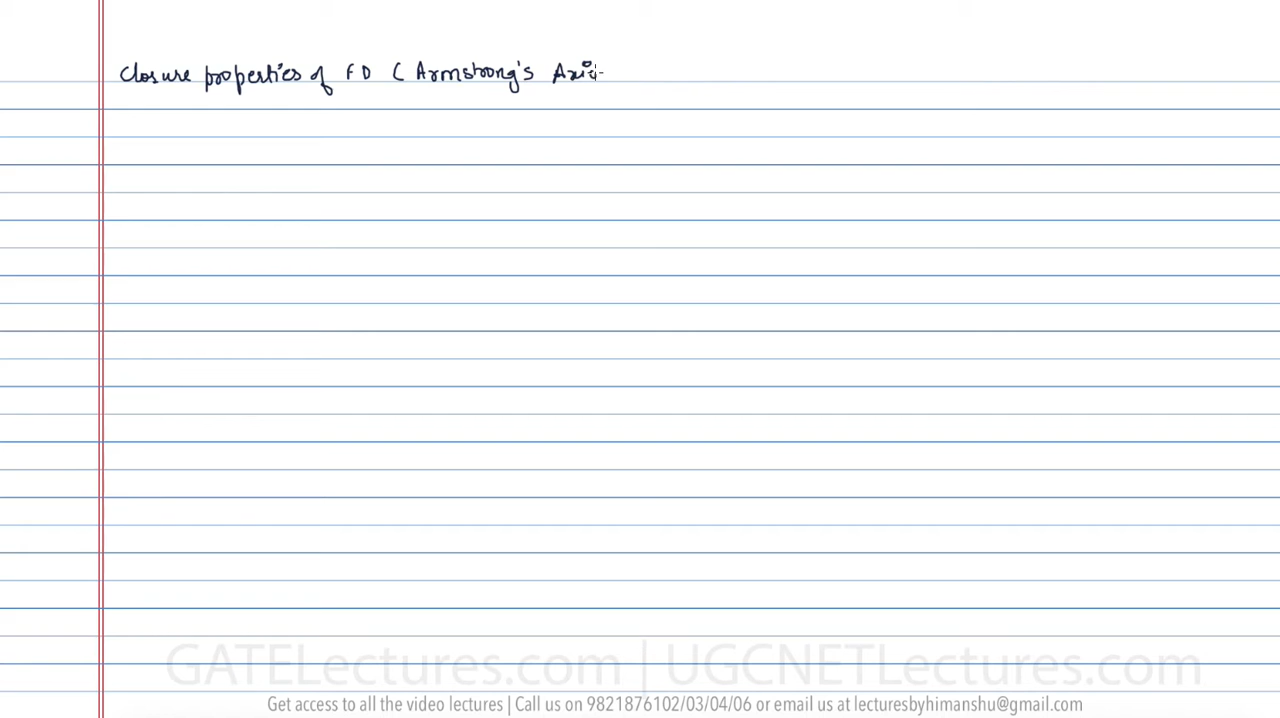 Closure properties of FD ( Armstrong's Axio
GATELectures.com | UGCNETLectures.com
Get access to all the video lectures | Call us on 9821876102/03/04/06 or email us at lecturesbyhimanshu@gmail.com